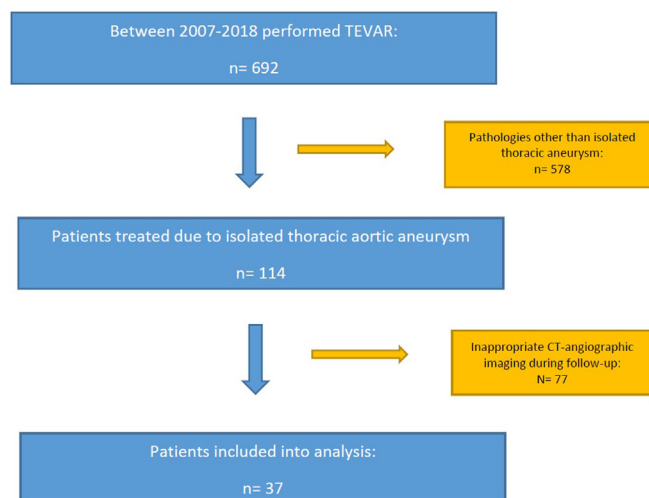 Between 2007-2018 performed TEVAR:
n= 692
Pathologies other than isolated
thoracic aneurysm:
n= 578
Patients treated due to isolated thoracic aortic aneurysm
n= 114
Inappropriate CT-angiographic
imaging during follow-up:
N= 77
Patients included into analysis:
n= 37